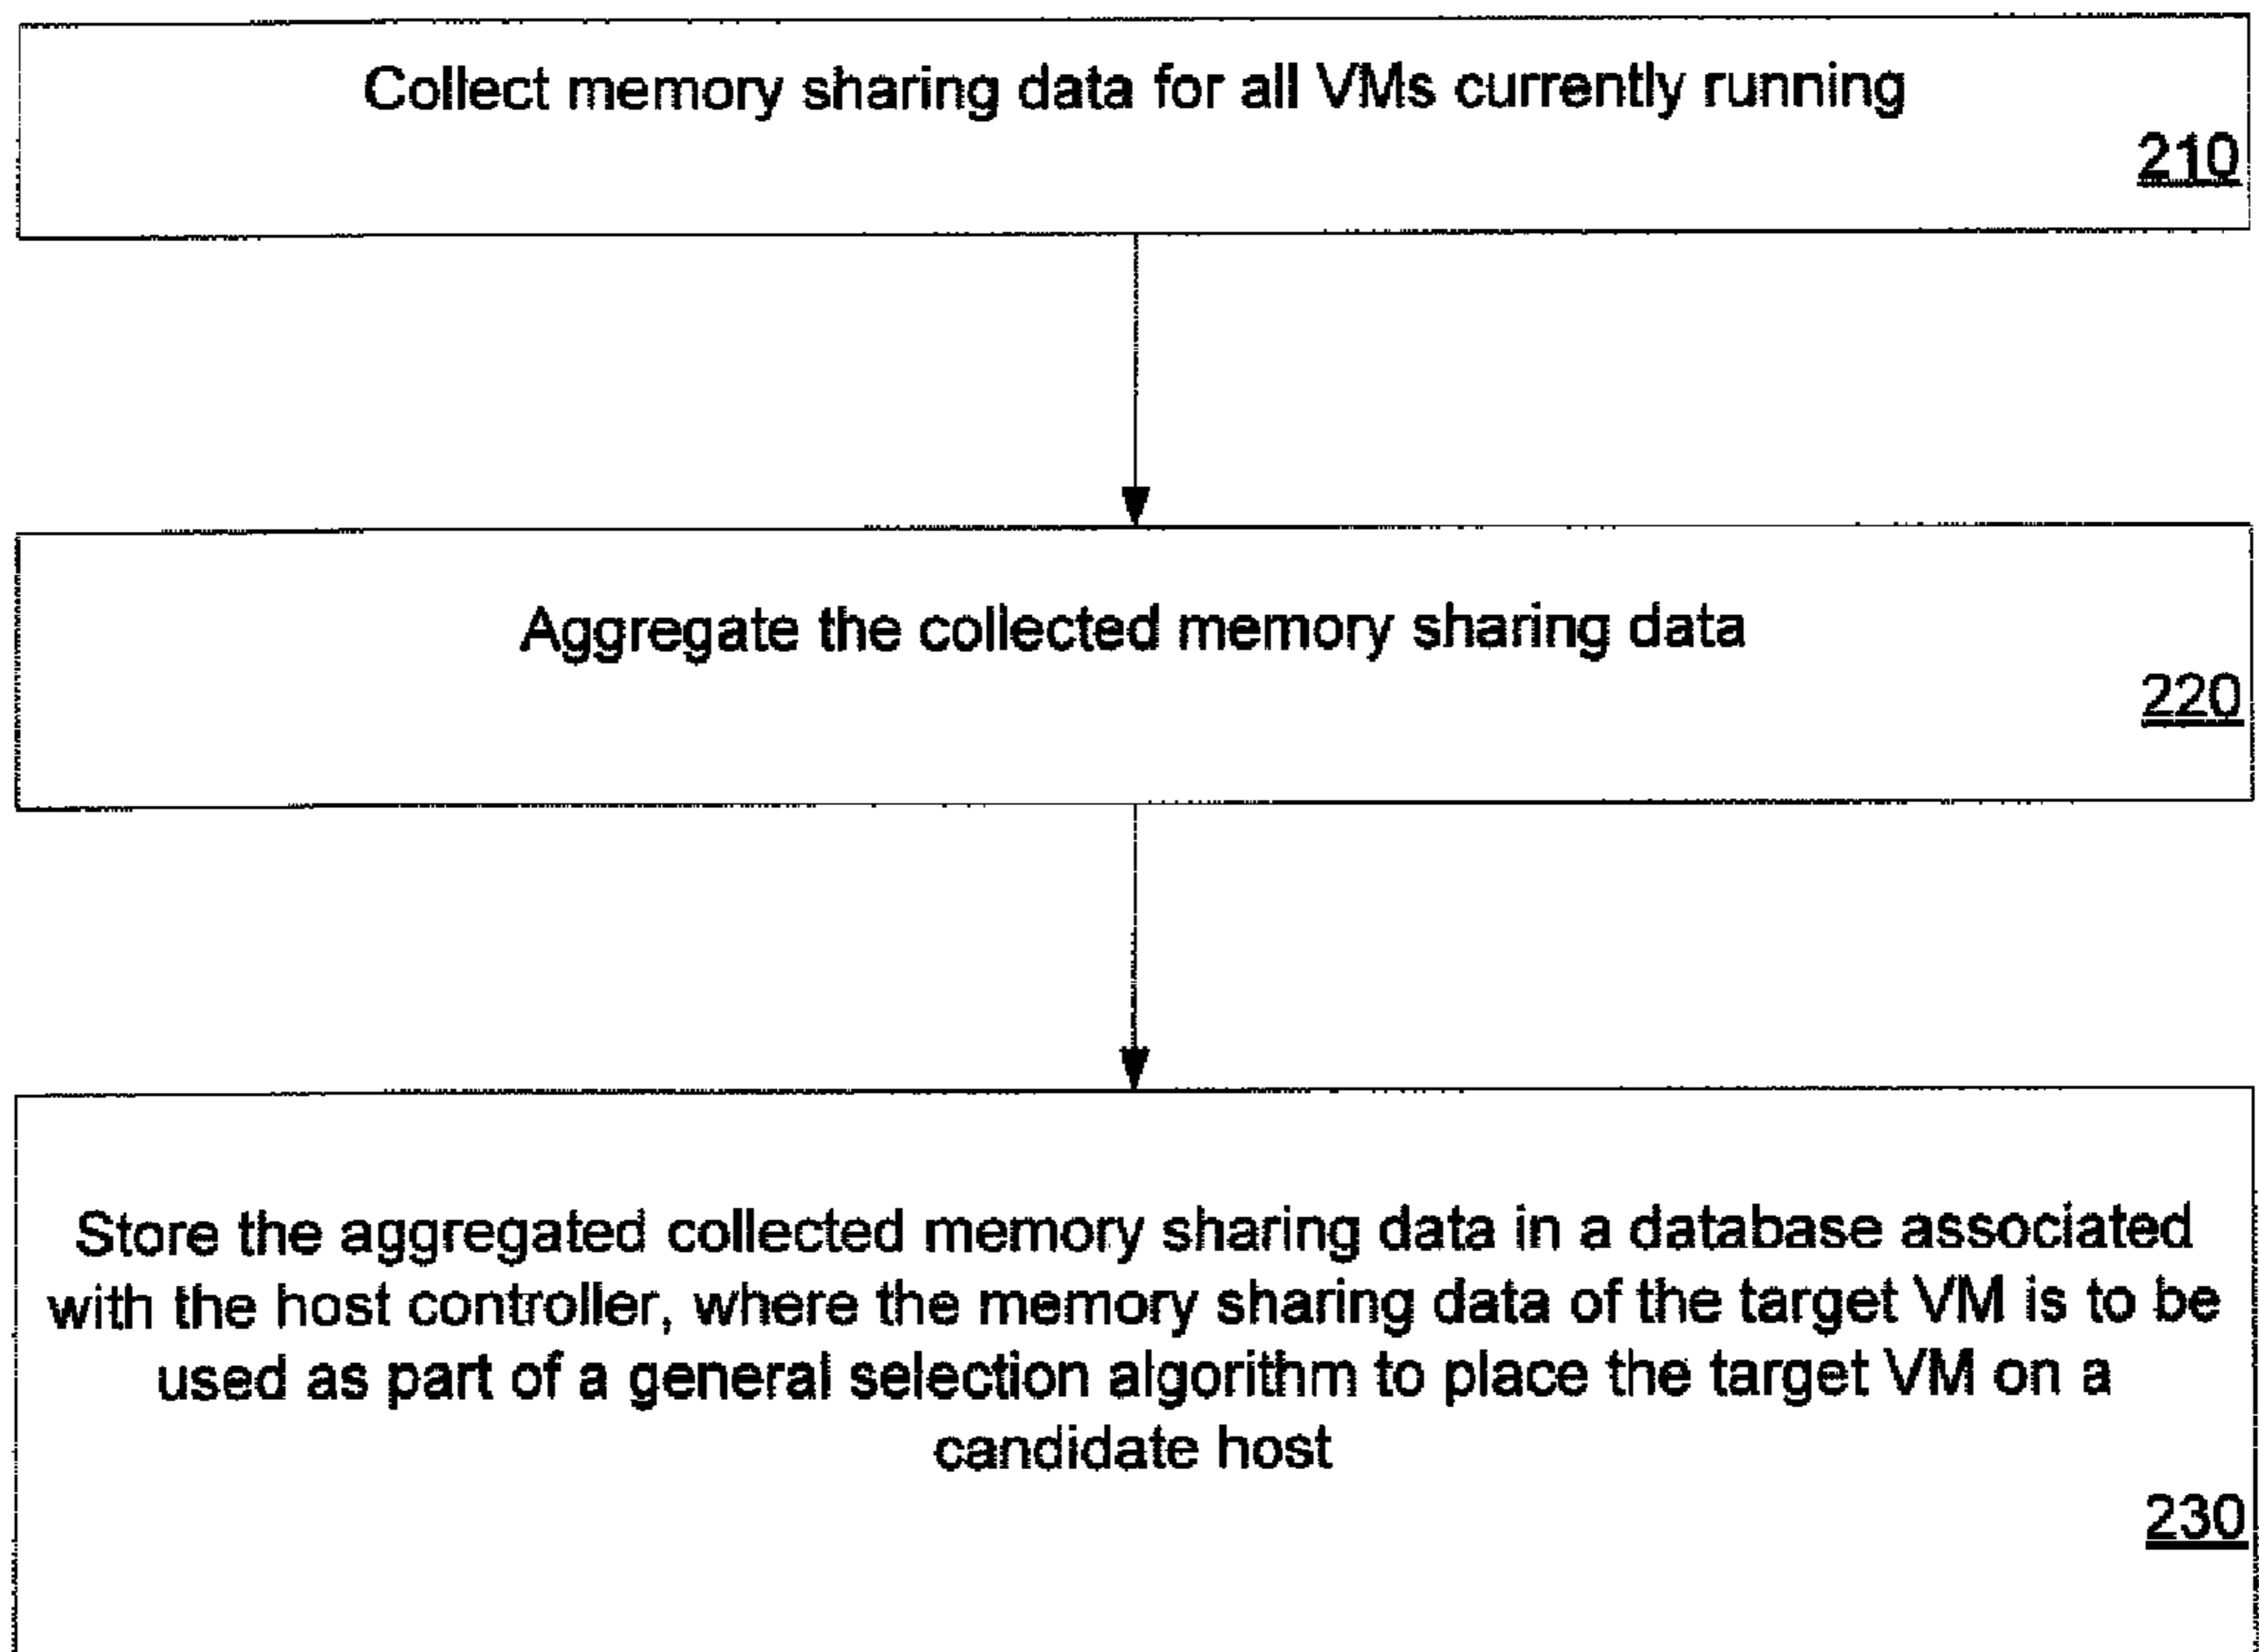 Collect memory sharing data for all VMs currently running
210
Aggregate the collected memory sharing data
220
Store the aggregated collected memory sharing data in a database associated
with the host controller, where the memory sharing data of the target VM is to be
used as part of a general selection algorithm to place the target VM on a
candidate host
230